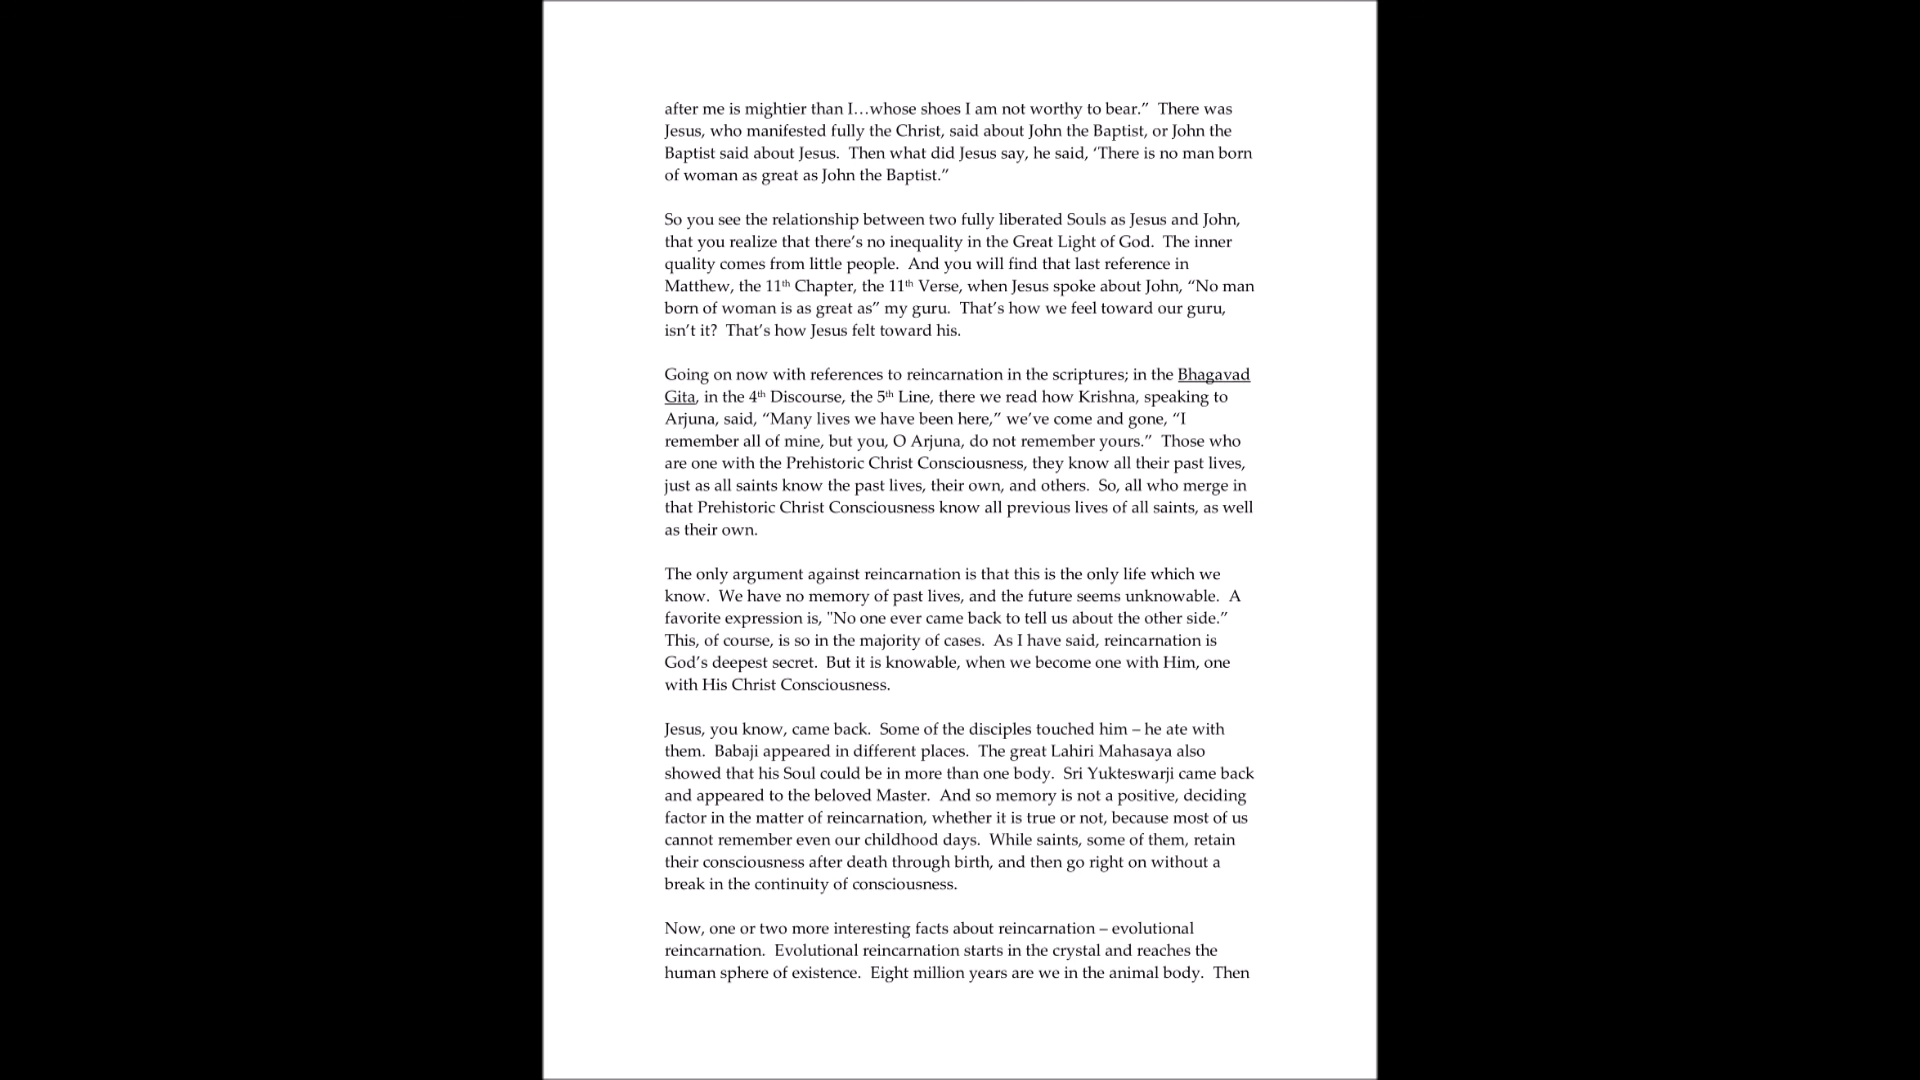 after me is mightier than I…whose shoes I am not worthy to bear.”  There was
Jesus, who manifested fully the Christ, said about John the Baptist, or John the
Baptist said about Jesus.  Then what did Jesus say, he said, ‘There is no man born
of woman as great as John the Baptist.”
So you see the relationship between two fully liberated Souls as Jesus and John,
that you realize that there’s no inequality in the Great Light of God.  The inner
quality comes from little people.  And you will find that last reference in
Matthew, the 11th Chapter, the 11th Verse, when Jesus spoke about John, “No man
born of woman is as great as” my guru.  That’s how we feel toward our guru,
isn’t it?  That’s how Jesus felt toward his.
Going on now with references to reincarnation in the scriptures; in the Bhagavad
Gita, in the 4th Discourse, the 5th Line, there we read how Krishna, speaking to
Arjuna, said, “Many lives we have been here,” we’ve come and gone, “I
remember all of mine, but you, O Arjuna, do not remember yours.”  Those who
are one with the Prehistoric Christ Consciousness, they know all their past lives,
just as all saints know the past lives, their own, and others.  So, all who merge in
that Prehistoric Christ Consciousness know all previous lives of all saints, as well
as their own.
The only argument against reincarnation is that this is the only life which we
know.  We have no memory of past lives, and the future seems unknowable.  A
favorite expression is, "No one ever came back to tell us about the other side.”
This, of course, is so in the majority of cases.  As I have said, reincarnation is
God’s deepest secret.  But it is knowable, when we become one with Him, one
with His Christ Consciousness.
Jesus, you know, came back.  Some of the disciples touched him – he ate with
them.  Babaji appeared in different places.  The great Lahiri Mahasaya also
showed that his Soul could be in more than one body.  Sri Yukteswarji came back
and appeared to the beloved Master.  And so memory is not a positive, deciding
factor in the matter of reincarnation, whether it is true or not, because most of us
cannot remember even our childhood days.  While saints, some of them, retain
their consciousness after death through birth, and then go right on without a
break in the continuity of consciousness.
Now, one or two more interesting facts about reincarnation – evolutional
reincarnation.  Evolutional reincarnation starts in the crystal and reaches the
human sphere of existence.  Eight million years are we in the animal body.  Then